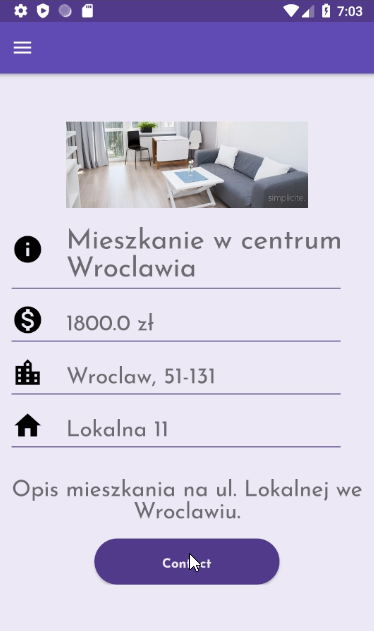 7:03
simplicite.
Mieszkanie w centrum
Wroclawia
1800.0 zł
Wroclaw, 51-131
Lokalna 11
Opis mieszkania na ul. Lokalnej we
Wroclawiu.
Contact